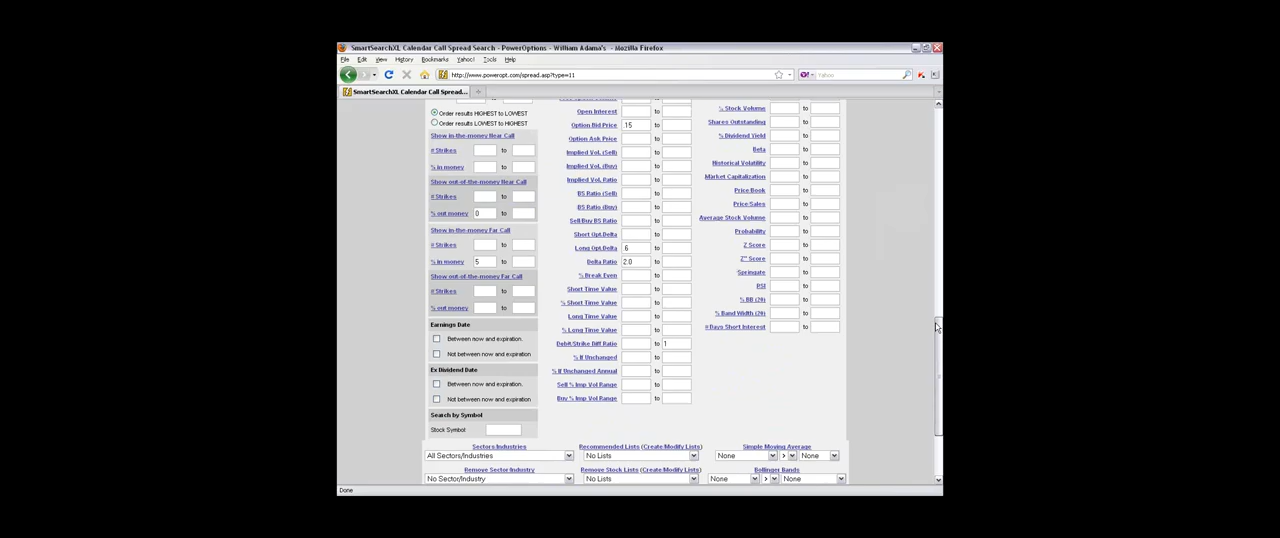 SmartSearchXL Calendar Call Spread Search - PowerOptions - William Adama's - Mozilla Firefox
File Edit View History Bookmarks Yahoo! Tools Help
http://www.poweropt.com/spread.asp?type=11
Yahoo
SmartSearchXL Calendar Call Spread...
Order results HIGHEST to LOWEST
Order results LOWEST to HIGHEST
Show in-the-money Near Call
# Strikes to
% in money to
Show out-of-the-money Near Call
# Strikes to
% out money 0 to
Show in-the-money Far Call
# Strikes to
% in money 5 to
Show out-of-the-money Far Call
# Strikes to
% out money to
Earnings Date
Between now and expiration.
Not between now and expiration
Ex Dividend Date
Between now and expiration.
Not between now and expiration
Search by Symbol
Stock Symbol
Open Interest to
Option Bid Price .15 to
Option Ask Price to
Implied Vol. (Sell) to
Implied Vol. (Buy) to
Implied Vol. Ratio to
BS Ratio (Sell) to
BS Ratio (Buy) to
Sell/Buy BS Ratio to
Short Opt.Delta to
Long Opt.Delta .6 to
Delta Ratio 2.0 to
% Break Even to
Short Time Value to
% Short Time Value to
Long Time Value to
% Long Time Value to
Debit/Strike Diff Ratio to 1
% If Unchanged to
% If Unchanged Annual to
Sell % Imp Vol Range to
Buy % Imp Vol Range to
% Stock Volume to
Shares Outstanding to
% Dividend Yield to
Beta to
Historical Volatility to
Market Capitalization to
Price/Book to
Price/Sales to
Average Stock Volume to
Probability to
Z Score to
Z'' Score to
Springate to
RSI to
% BB (20) to
% Band Width (20) to
# Days Short Interest to
Sectors Industries
All Sectors/Industries
Recommended Lists (Create Modify Lists)
No Lists
Simple Moving Average
None > None
Remove Sector Industry
No Sector/Industry
Remove Stock Lists (Create Modify Lists)
No Lists
Bollinger Bands
None > None
Done